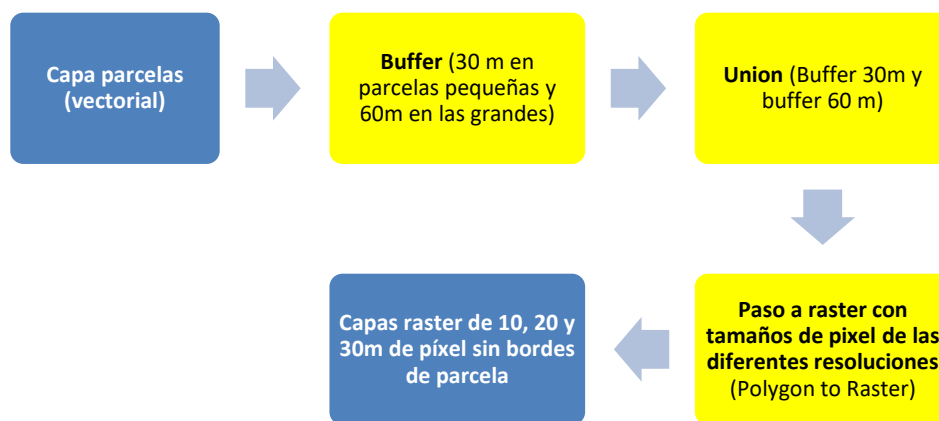 Capa parcelas
(vectorial)
Buffer (30 m en
parcelas pequeñas y
60m en las grandes)
Union (Buffer 30m y
buffer 60 m)
Paso a raster con
tamaños de pixel de las
diferentes resoluciones
(Polygon to Raster)
Capas raster de 10, 20 y
30m de píxel sin bordes
de parcela